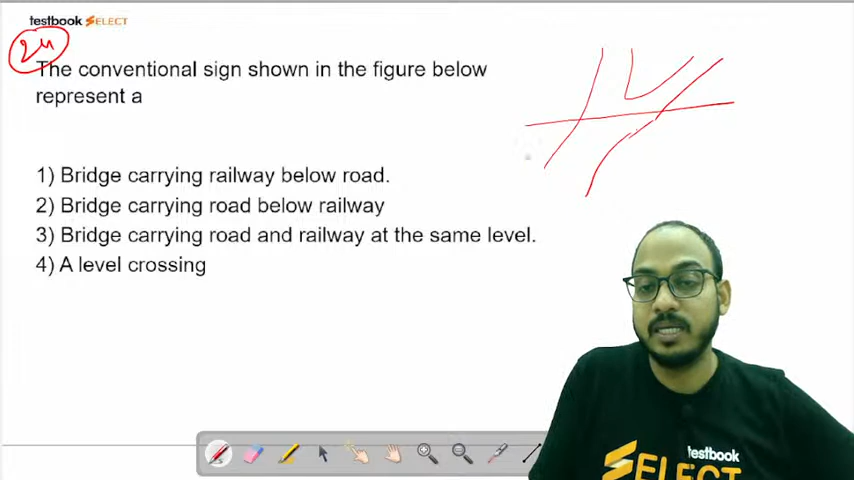 testbook SELECT
24
The conventional sign shown in the figure below
represent a
1) Bridge carrying railway below road.
2) Bridge carrying road below railway
3) Bridge carrying road and railway at the same level.
4) A level crossing
testbook
SELECT